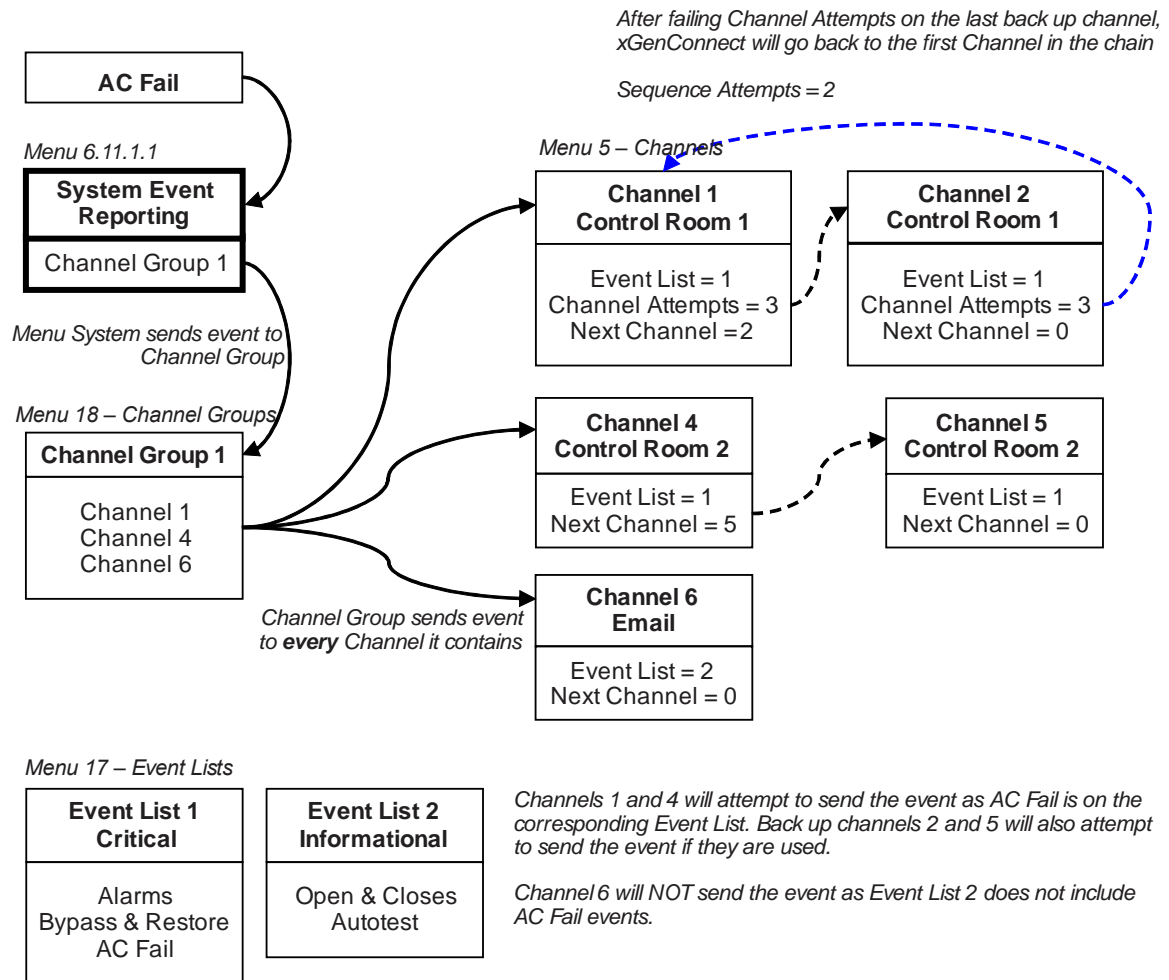 After failing Channel Attempts on the last back up channel,
xGenConnect will go back to the first Channel in the chain
Sequence Attempts = 2
AC Fail
Menu 6.11.1.1
System Event
Reporting
Channel Group 1
Menu System sends event to
Channel Group
Menu 18 – Channel Groups
Channel Group 1
Channel 1
Channel 4
Channel 6
Channel Group sends event
to every Channel it contains
Menu 5 – Channels
Channel 1
Control Room 1
Event List = 1
Channel Attempts = 3
Next Channel =2
Channel 2
Control Room 1
Event List = 1
Channel Attempts = 3
Next Channel = 0
Channel 4
Control Room 2
Event List = 1
Next Channel = 5
Channel 5
Control Room 2
Event List = 1
Next Channel = 0
Channel 6
Email
Event List = 2
Next Channel = 0
Menu 17 – Event Lists
Event List 1
Critical
Alarms
Bypass & Restore
AC Fail
Event List 2
Informational
Open & Closes
Autotest
Channels 1 and 4 will attempt to send the event as AC Fail is on the
corresponding Event List. Back up channels 2 and 5 will also attempt
to send the event if they are used.
Channel 6 will NOT send the event as Event List 2 does not include
AC Fail events.